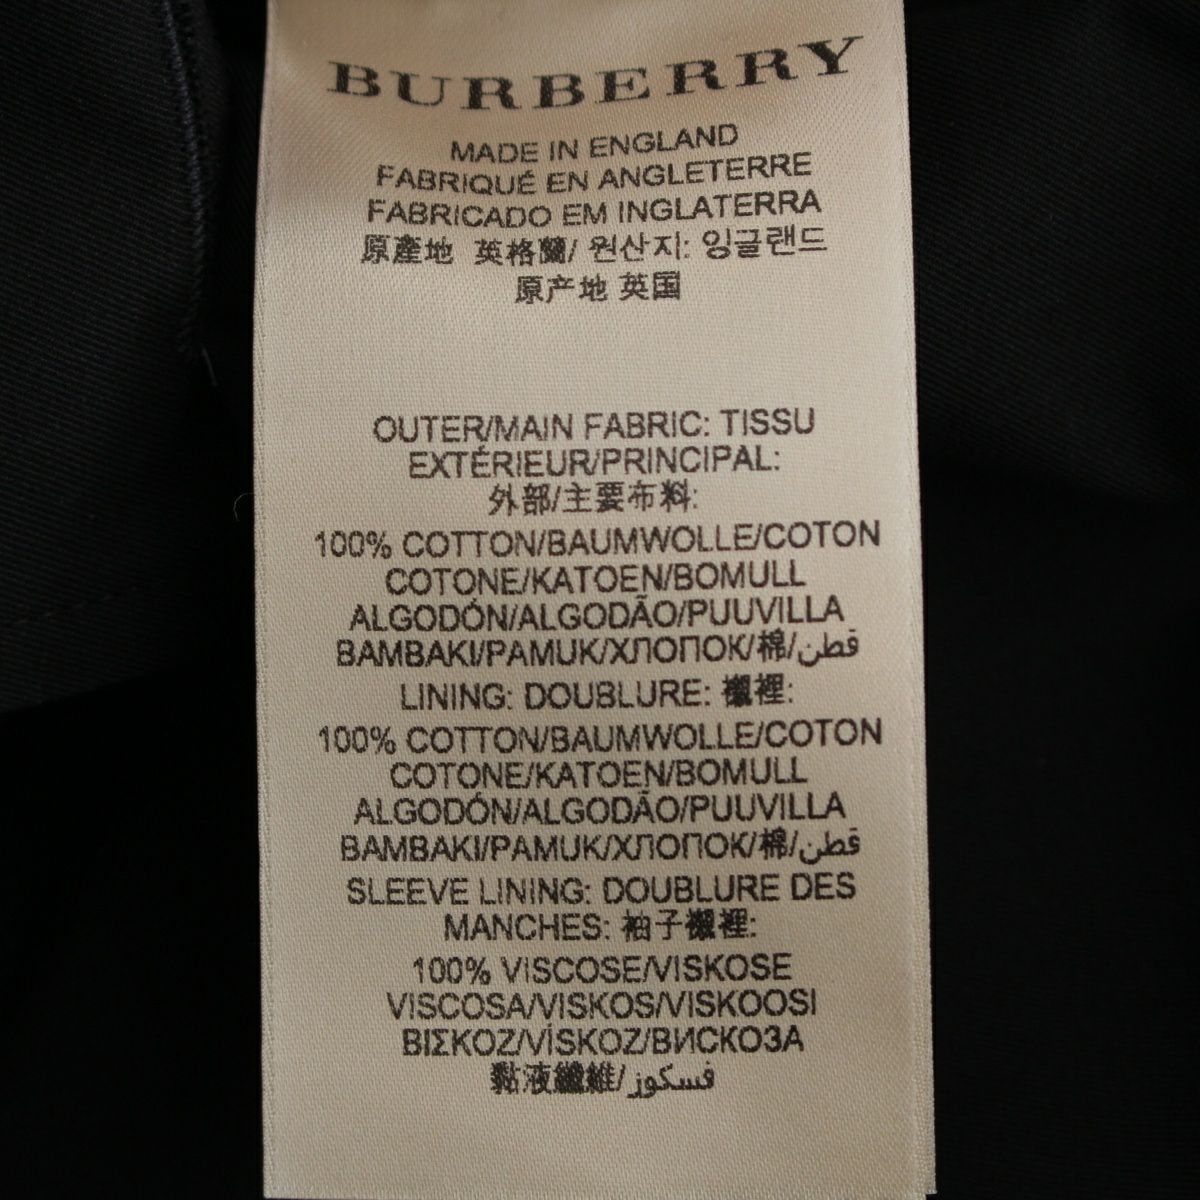 BURBERRY
MADE IN ENGLAND
FABRIQUÉ EN ANGLETERRE
FABRICADO EM INGLATERRA
原產地 英格蘭/ 원산지: 잉글랜드
原产地 英国
OUTER/MAIN FABRIC: TISSU
EXTÉRIEUR/PRINCIPAL:
外部/主要布料:
100% COTTON/BAUMWOLLE/COTON
COTONE/KATOEN/BOMULL
ALGODÓN/ALGODÃO/PUUVILLA
BAMBAKI/PAMUK/ХЛОПОК/棉/قطن
LINING: DOUBLURE: 襯裡:
100% COTTON/BAUMWOLLE/COTON
COTONE/KATOEN/BOMULL
ALGODÓN/ALGODÃO/PUUVILLA
BAMBAKI/PAMUK/ХЛОПОК/棉/قطن
SLEEVE LINING: DOUBLURE DES
MANCHES: 袖子襯裡:
100% VISCOSE/VISKOSE
VISCOSA/VISKOS/VISKOOSI
ΒΙΣΚΟΖ/VİSKOZ/ВИСКОЗА
黏液纖維/فسكوز